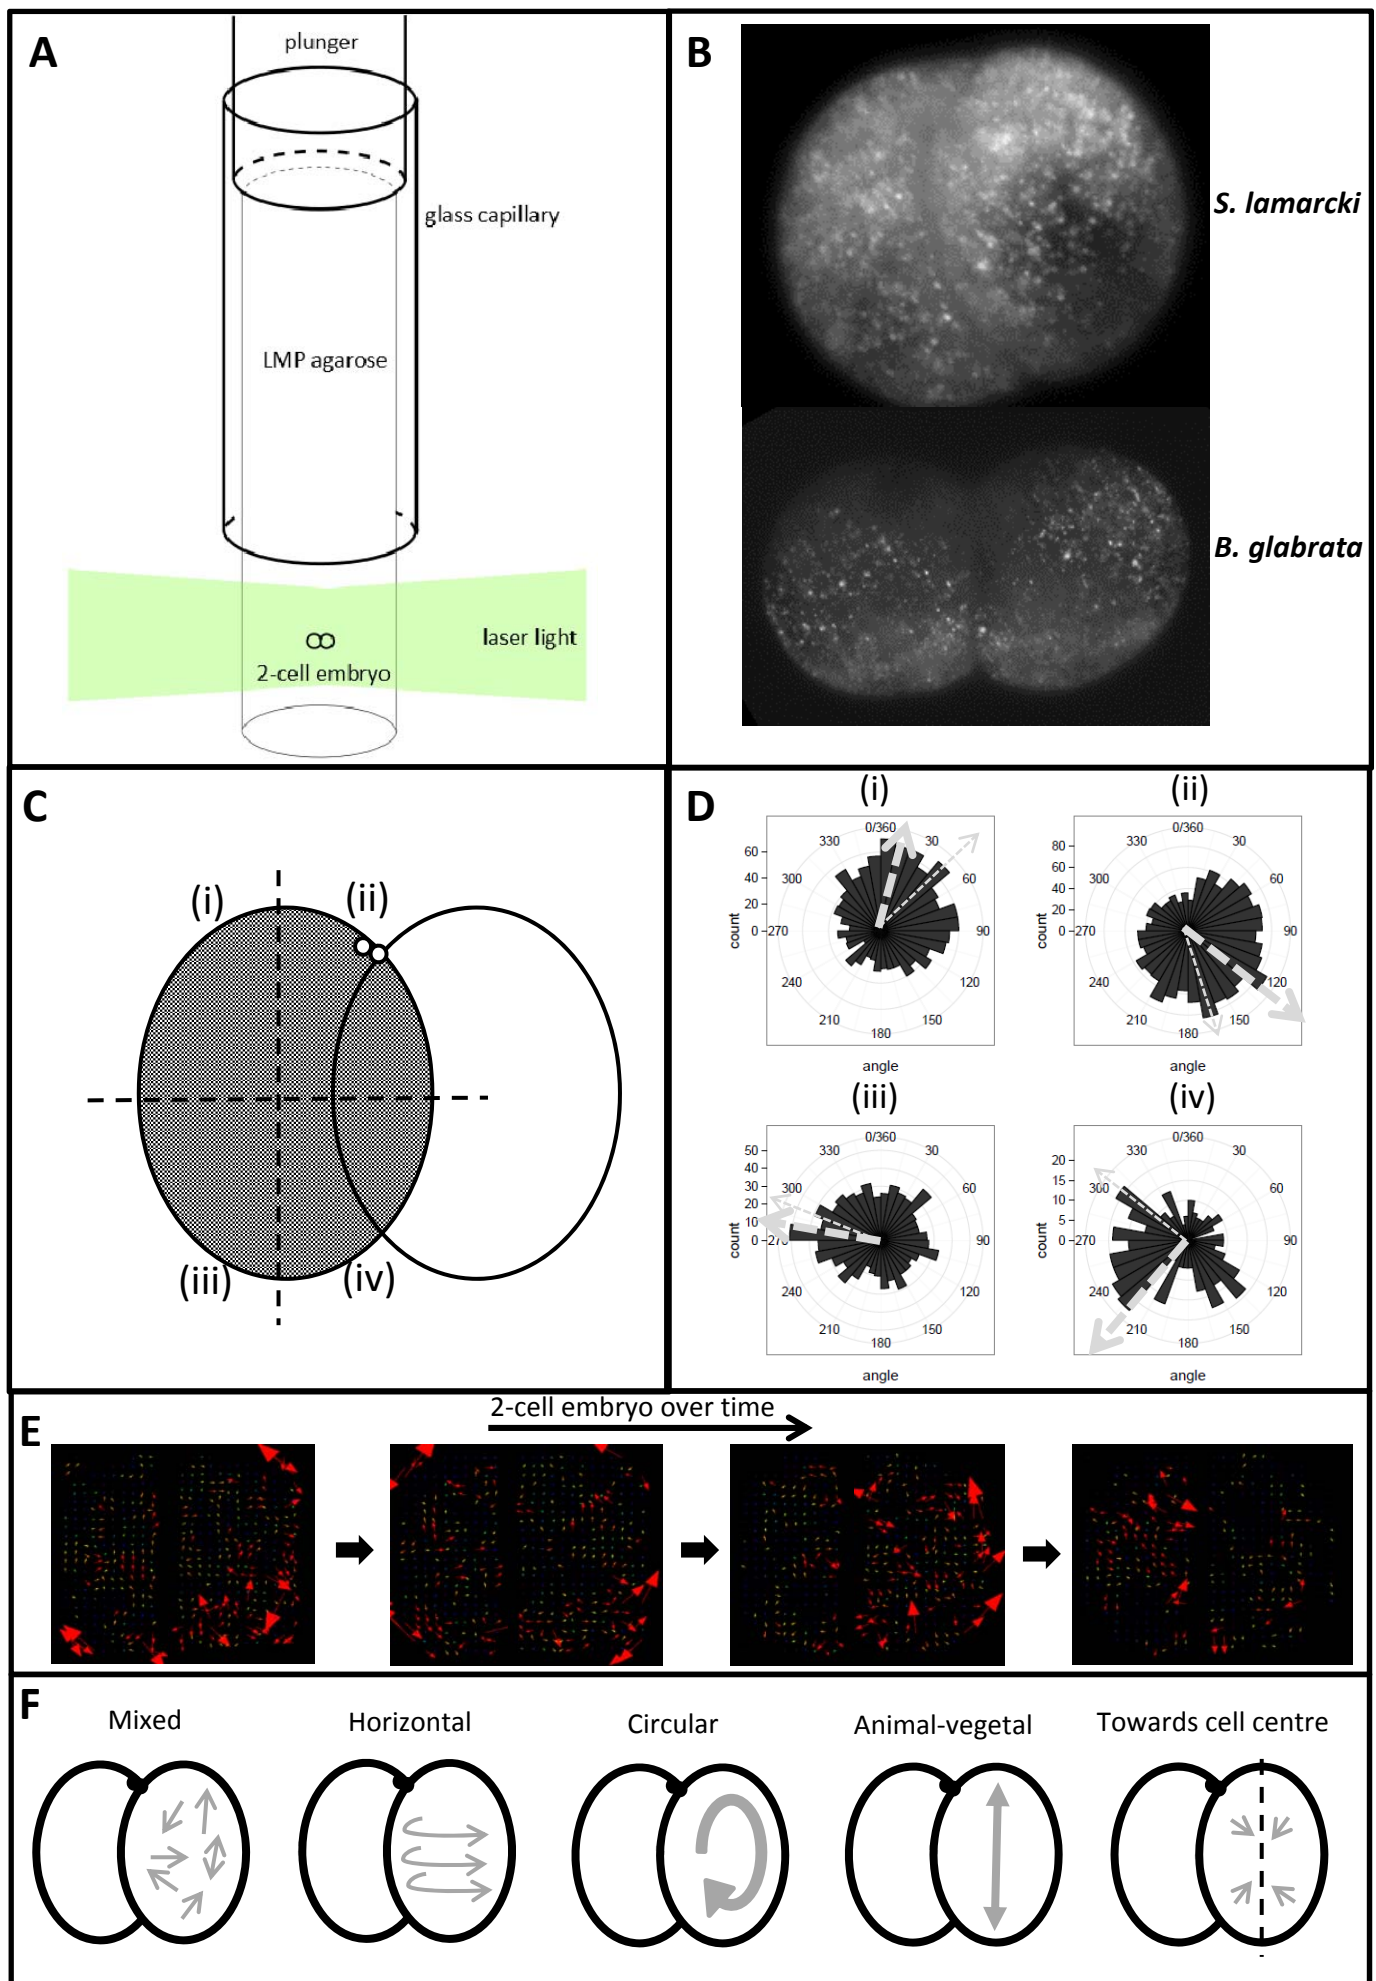 A
plunger
glass capillary
LMP agarose
laser light
2-cell embryo
B
S. lamarcki
B. glabrata
C
(i)
(ii)
(iii)
(iv)
D
(i)
0/360
30
60
90
120
150
180
210
240
270
300
330
60
40
20
0
count
angle
(ii)
0/360
30
60
90
120
150
180
210
240
270
300
330
80
60
40
20
0
count
angle
(iii)
0/360
30
60
90
120
150
180
210
240
270
300
330
50
40
30
20
10
0
count
angle
(iv)
0/360
30
60
90
120
150
180
210
240
270
300
330
20
15
10
5
0
count
angle
E
2-cell embryo over time
F
Mixed
Horizontal
Circular
Animal-vegetal
Towards cell centre